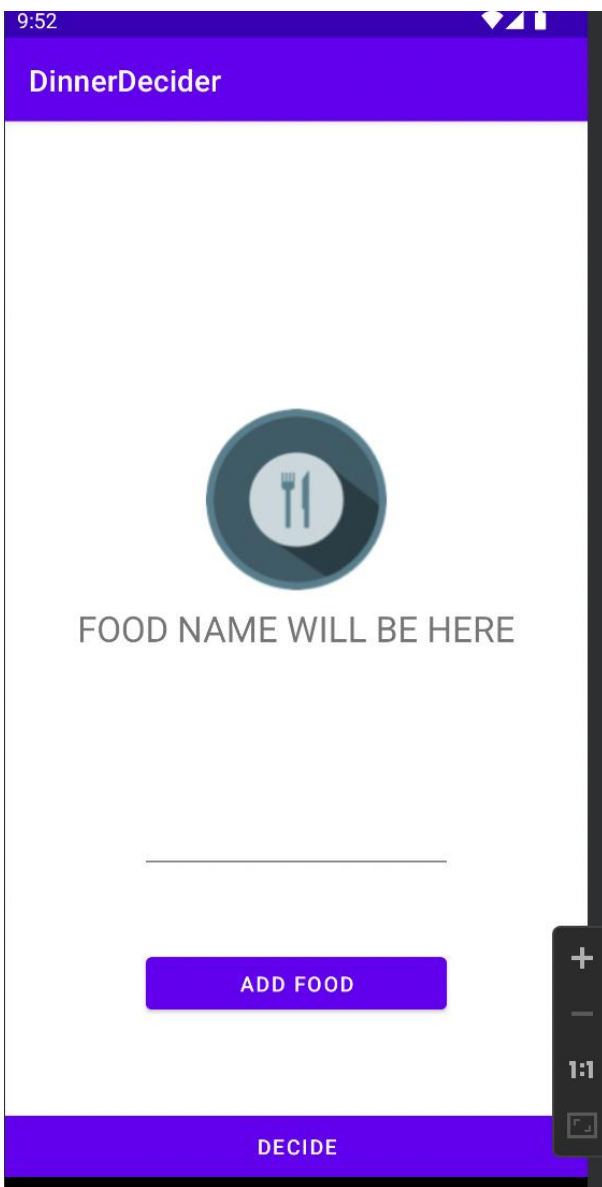 9:52
DinnerDecider
FOOD NAME WILL BE HERE
ADD FOOD
1:1
DECIDE